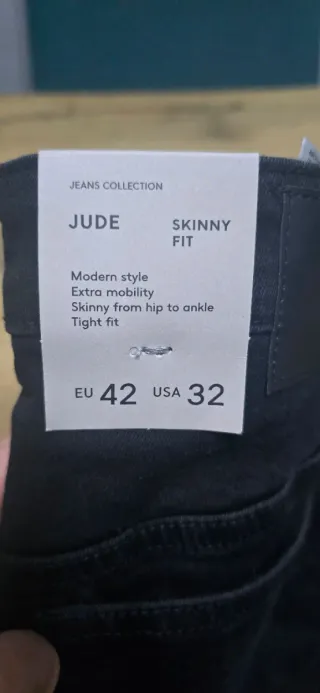 JEANS COLLECTION
JUDE SKINNY
FIT
Modern style
Extra mobility
Skinny from hip to ankle
Tight fit
EU 42 USA 32